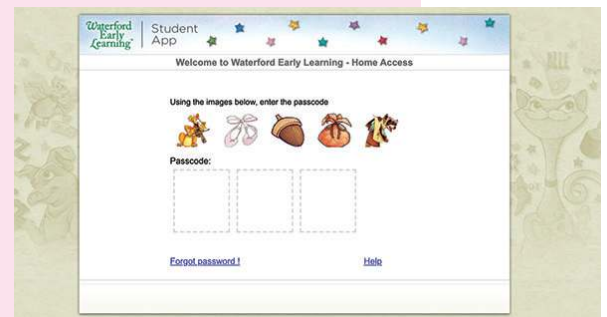 Waterford
Early
Learning
Student
App
Welcome to Waterford Early Learning - Home Access
Using the images below, enter the passcode
Passcode:
Forgot password !
Help